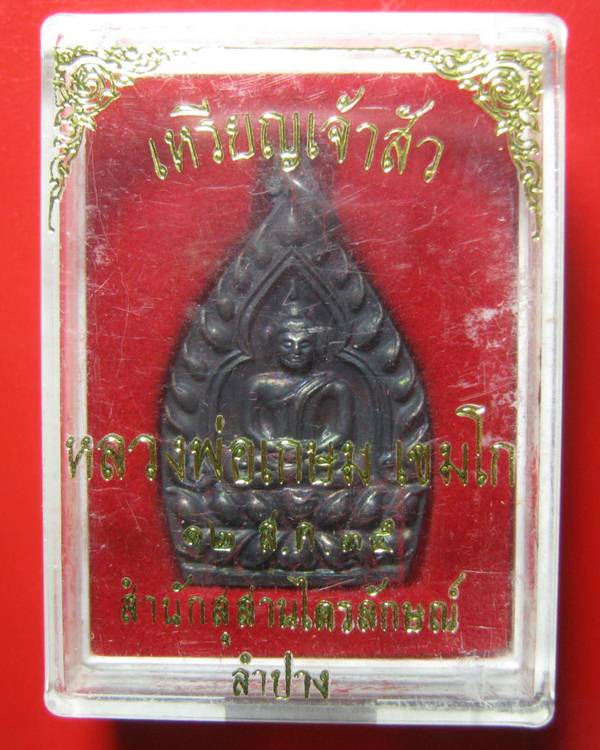 เหรียญเจ้าสัว
หลวงพ่อเกษม เขมโก
๑๒ ส.ค. ๓๕
สำนักสุสานไตรลักษณ์
ลำปาง